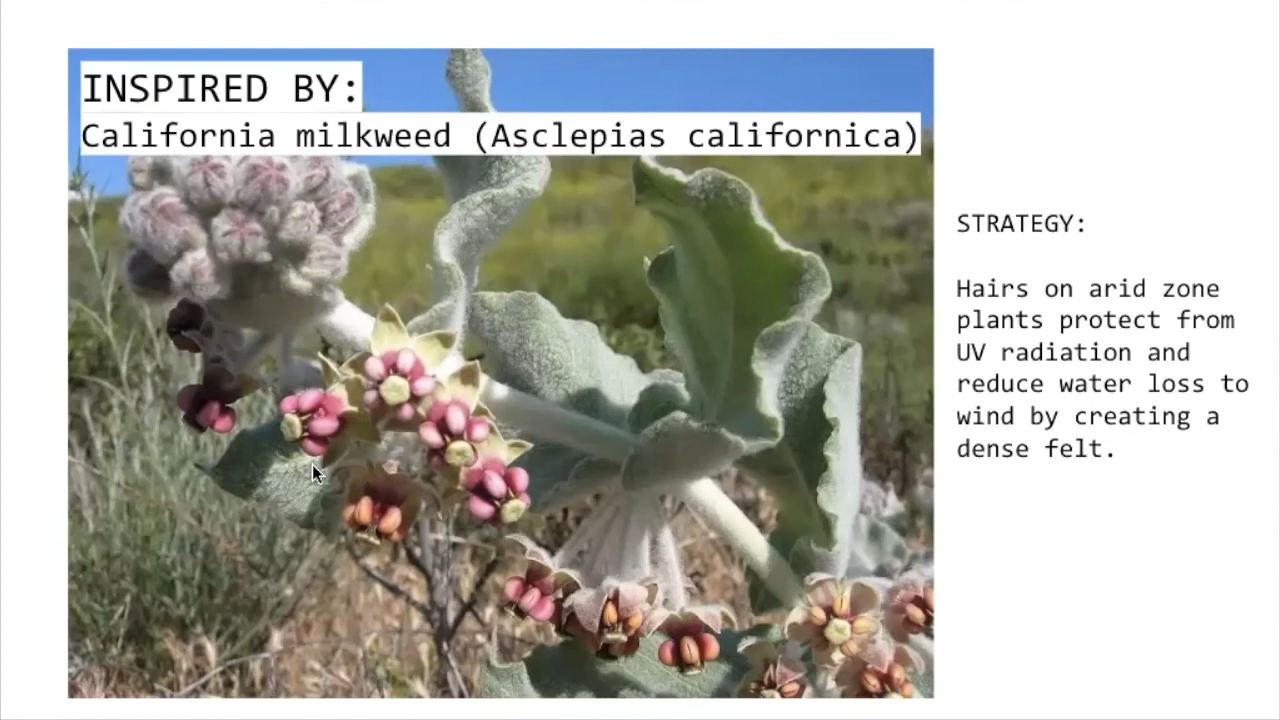 INSPIRED BY:
California milkweed (Asclepias californica)
STRATEGY:
Hairs on arid zone
plants protect from
UV radiation and
reduce water loss to
wind by creating a
dense felt.